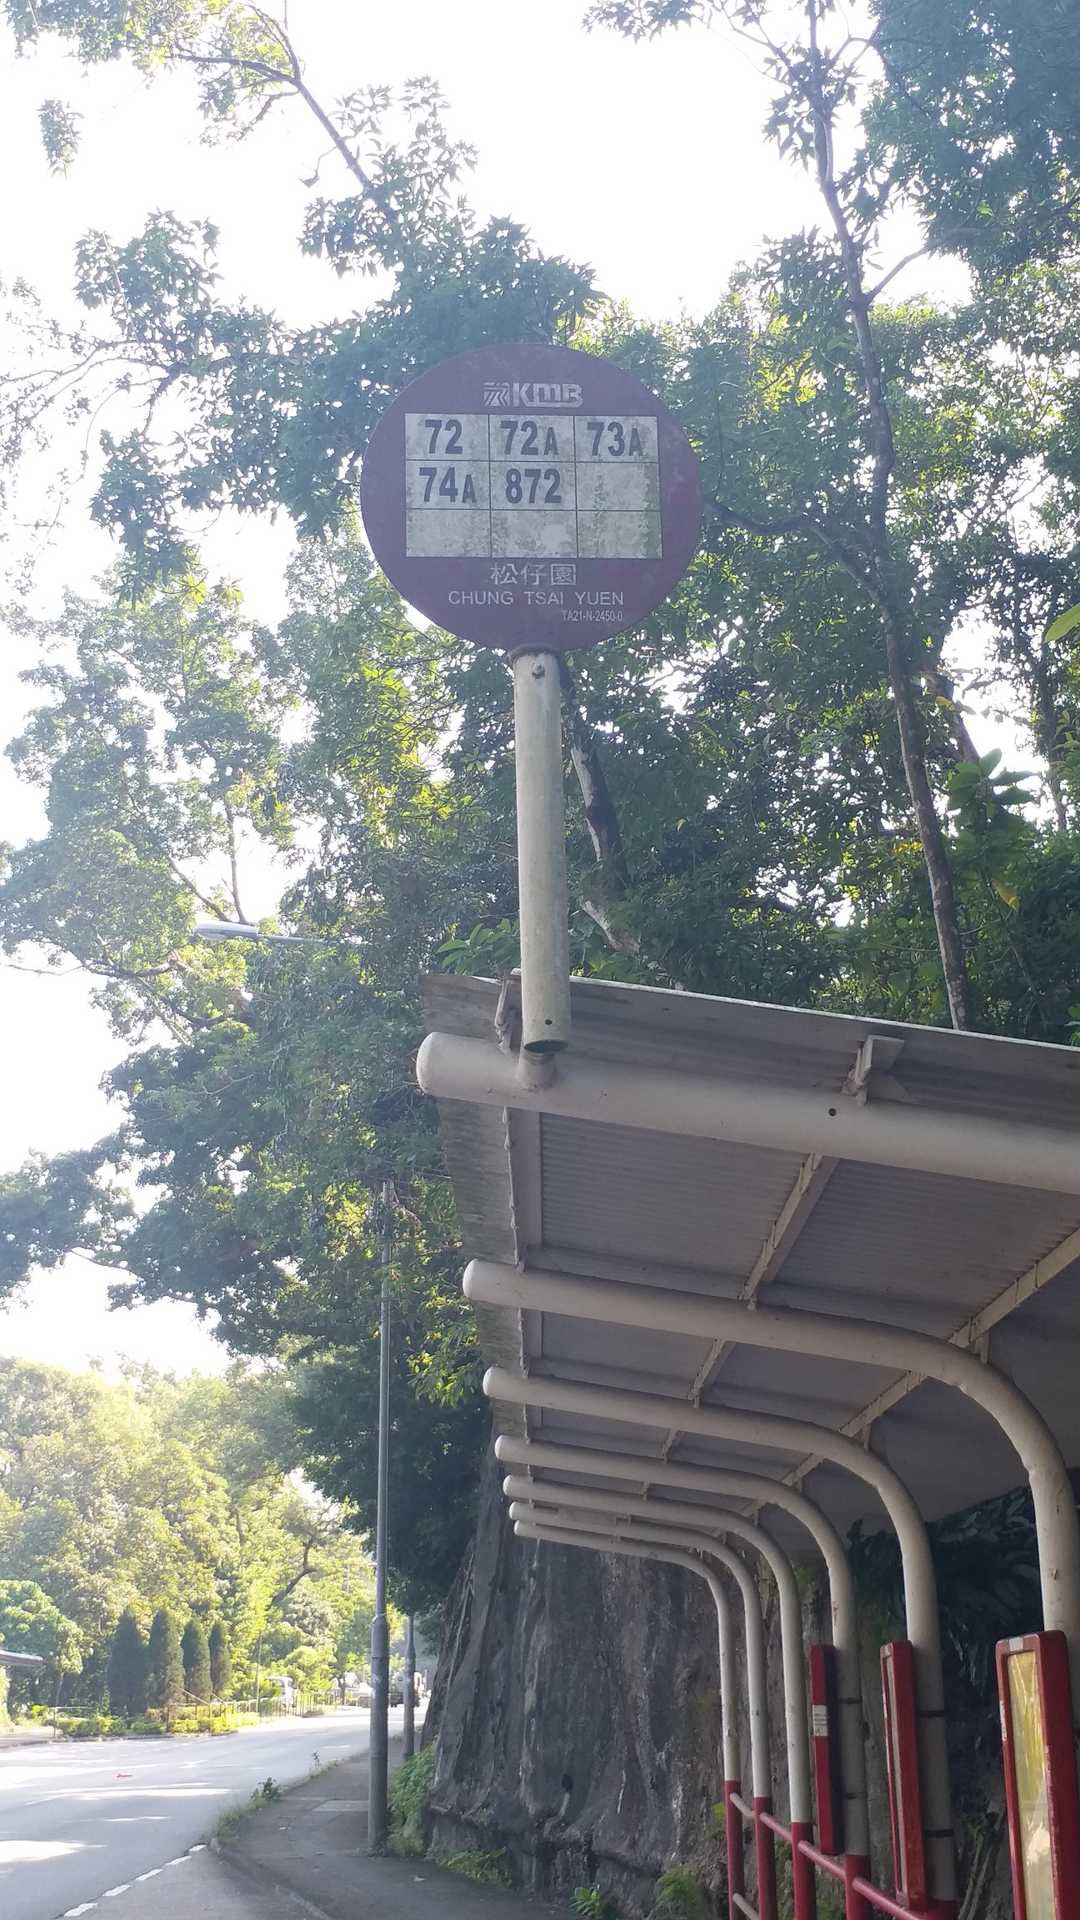 KMB
72 72A 73A
74A 872
松仔園
CHUNG TSAI YUEN
TA21-N-2450-0